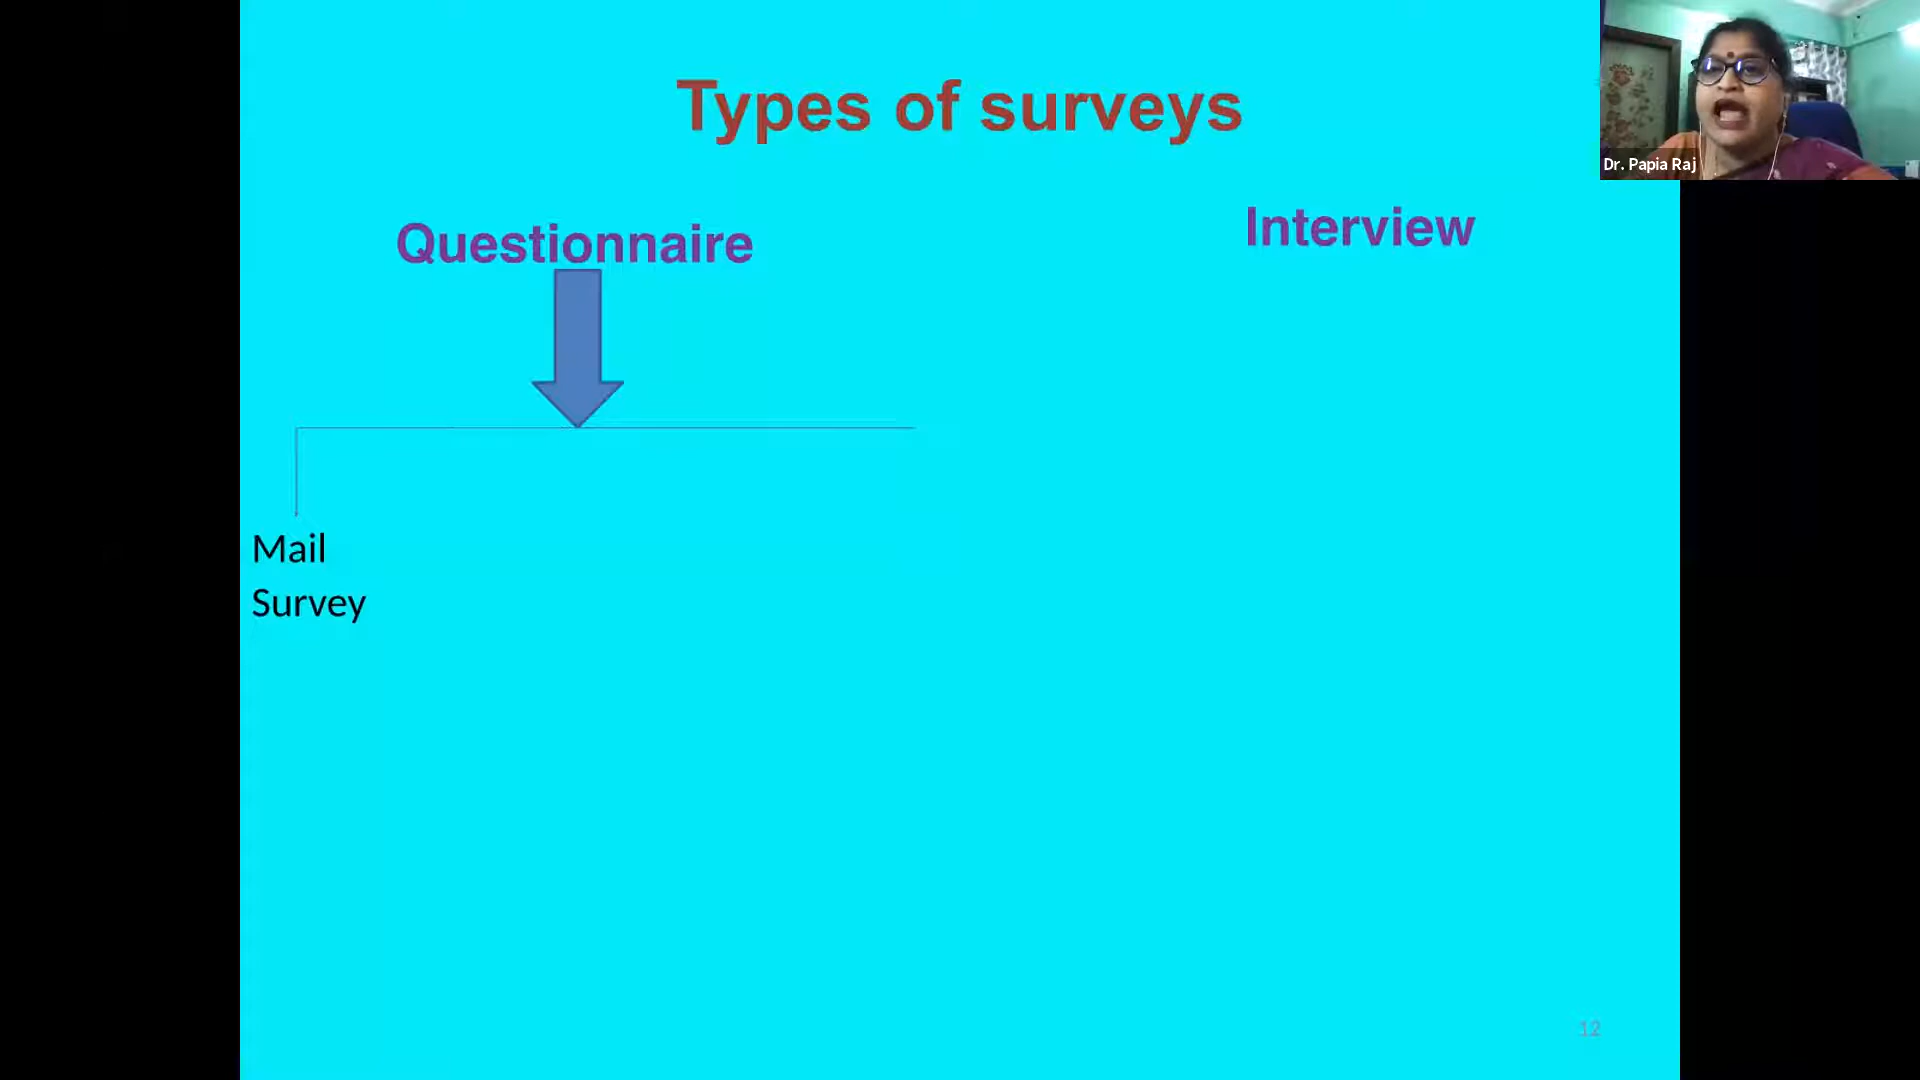 Types of surveys
Dr. Papia Raj
Questionnaire
Interview
Mail
Survey
12